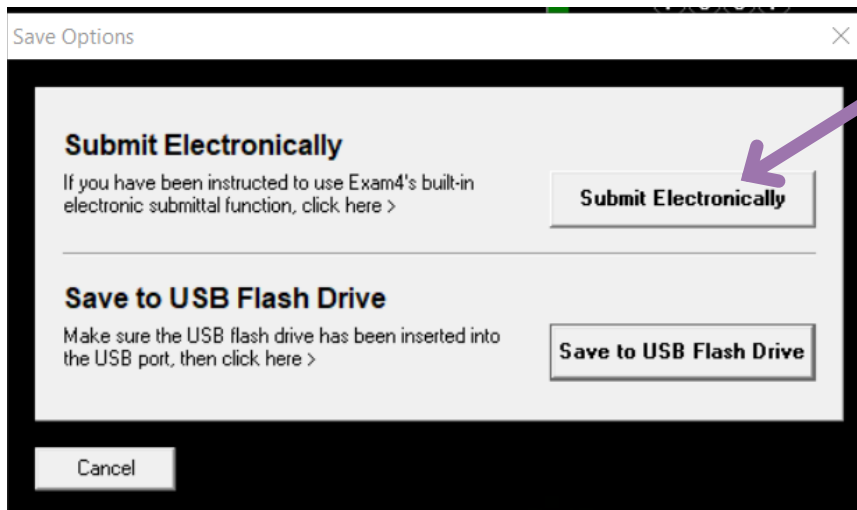 Save Options
Submit Electronically
If you have been instructed to use Exam4's built-in
electronic submittal function, click here >
Submit Electronically
Save to USB Flash Drive
Make sure the USB flash drive has been inserted into
the USB port, then click here >
Save to USB Flash Drive
Cancel